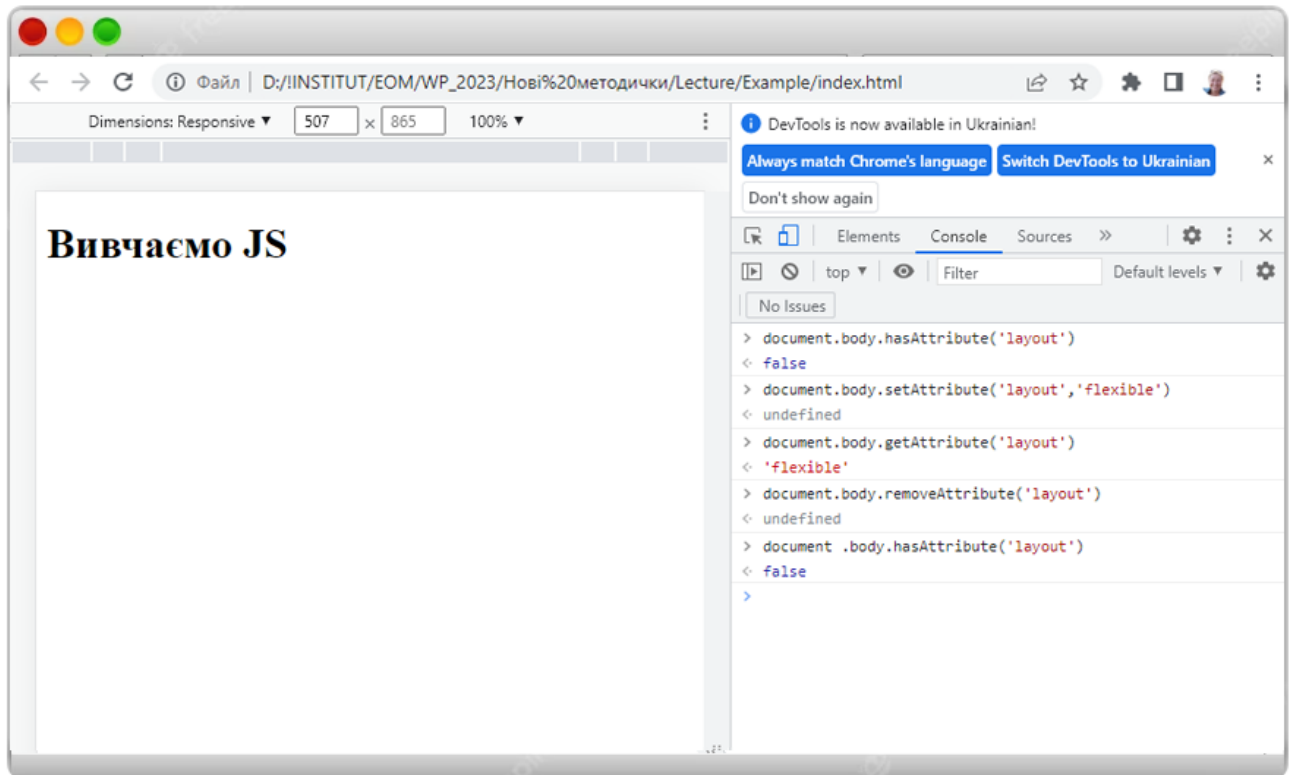 Файл D:/!INSTITUT/EOM/WP_2023/Нові%20методички/Lecture/Example/index.html
Dimensions: Responsive 507 × 865 100%
Вивчаємо JS
DevTools is now available in Ukrainian!
Always match Chrome's language Switch DevTools to Ukrainian
Don't show again
Elements Console Sources
top Filter Default levels
No Issues
> document.body.hasAttribute('layout')
false
> document.body.setAttribute('layout','flexible')
undefined
> document.body.getAttribute('layout')
'flexible'
> document.body.removeAttribute('layout')
undefined
> document .body.hasAttribute('layout')
false
>